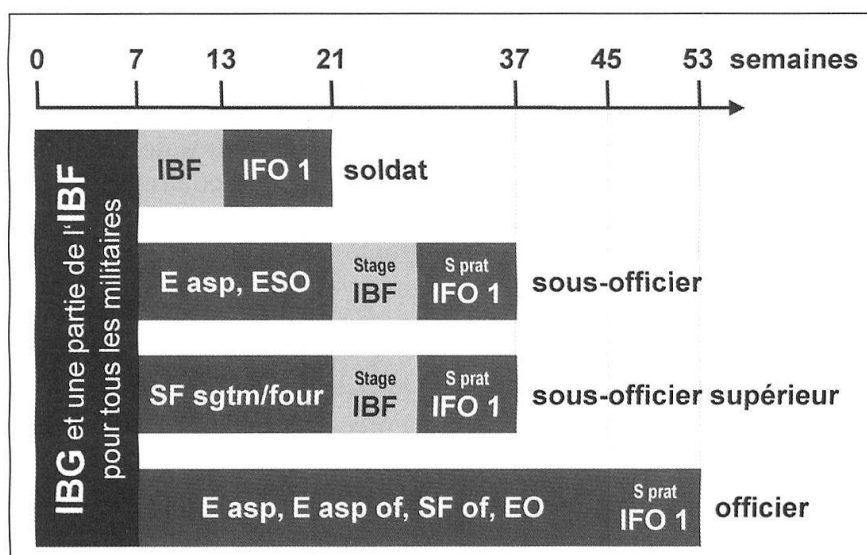 0 7 13 21 37 45 53 semaines
IBG et une partie de l'IBF
pour tous les militaires
IBF IFO 1 soldat
E asp, ESO Stage IBF S prat IFO 1 sous-officier
SF sgtm/four Stage IBF S prat IFO 1 sous-officier supérieur
E asp, E asp of, SF of, EO S prat IFO 1 officier